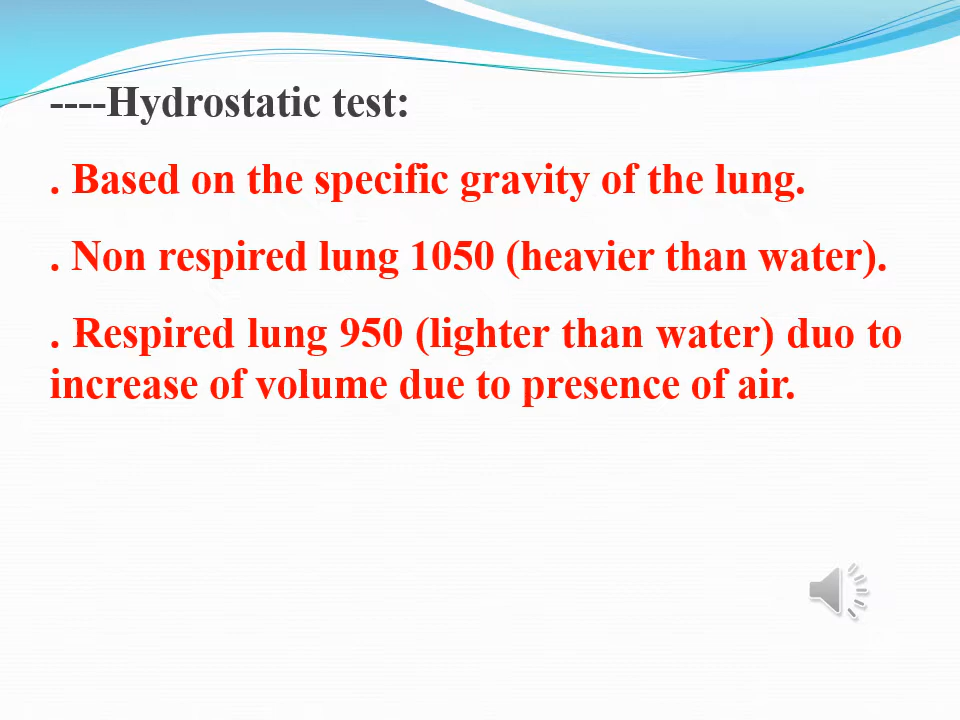 ----Hydrostatic test:
. Based on the specific gravity of the lung.
. Non respired lung 1050 (heavier than water).
. Respired lung 950 (lighter than water) duo to
increase of volume due to presence of air.